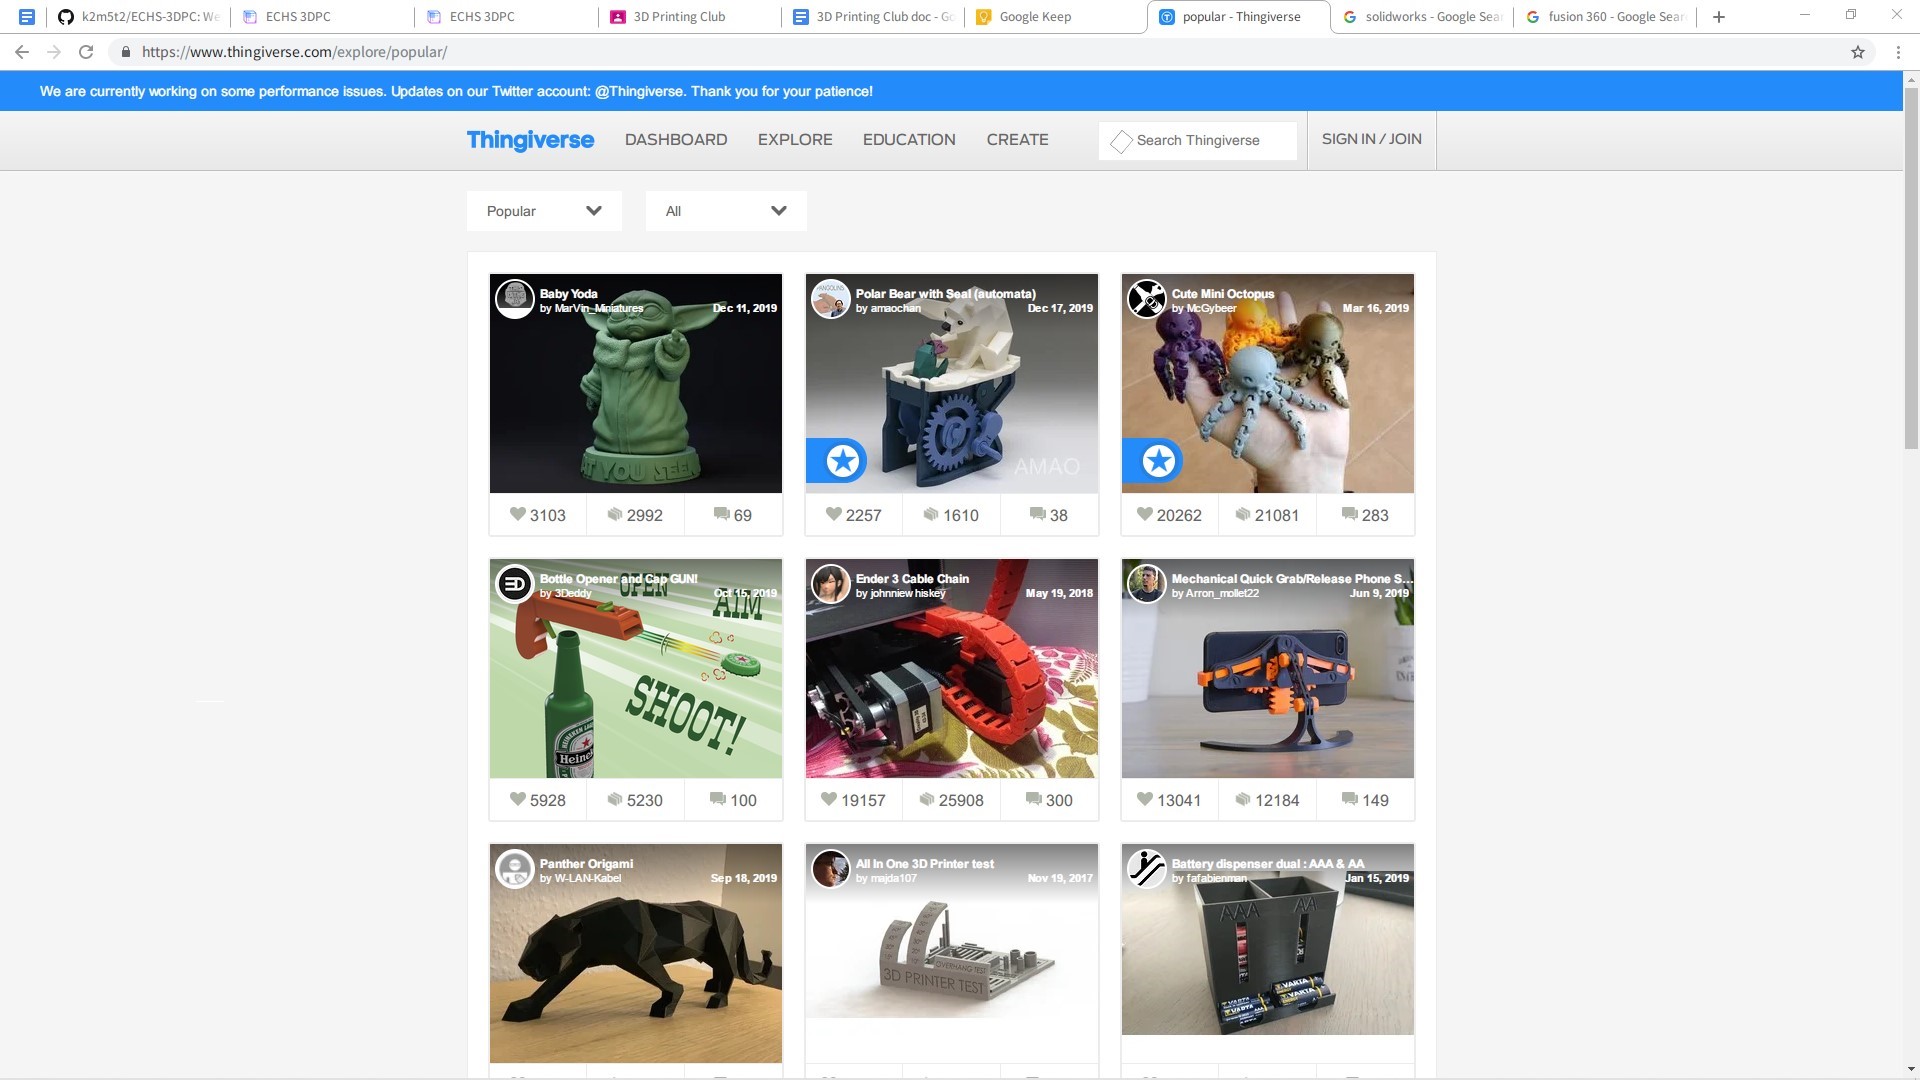 k2m5t2/ECHS-3DPC: We
ECHS 3DPC
ECHS 3DPC
3D Printing Club
3D Printing Club doc - Go
Google Keep
popular - Thingiverse
solidworks - Google Sear
fusion 360 - Google Sear
https://www.thingiverse.com/explore/popular/
We are currently working on some performance issues. Updates on our Twitter account: @Thingiverse. Thank you for your patience!
Thingiverse
DASHBOARD
EXPLORE
EDUCATION
CREATE
Search Thingiverse
SIGN IN / JOIN
Popular
All
Baby Yoda
by MarVin_Miniatures
Dec 11, 2019
AT YOU SEEN
Polar Bear with Seal (automata)
by amaochan
Dec 17, 2019
AMAO
Cute Mini Octopus
by McGybeer
Mar 16, 2019
3103
2992
69
2257
1610
38
20262
21081
283
Bottle Opener and Cap GUN!
by 3Deddy
Oct 15, 2019
OPEN
AIM
SHOOT!
Heine
Ender 3 Cable Chain
by johnniewhiskey
May 19, 2018
Mechanical Quick Grab/Release Phone S...
by Arron_mollet22
Jun 9, 2019
5928
5230
100
19157
25908
300
13041
12184
149
Panther Origami
by W-LAN-Kabel
Sep 18, 2019
All In One 3D Printer test
by majda107
Nov 19, 2017
OVERHANG TEST
3D PRINTER TEST
Battery dispenser dual : AAA & AA
by fafabienman
Jan 15, 2019
AAA
AA
VARTA
VARTA